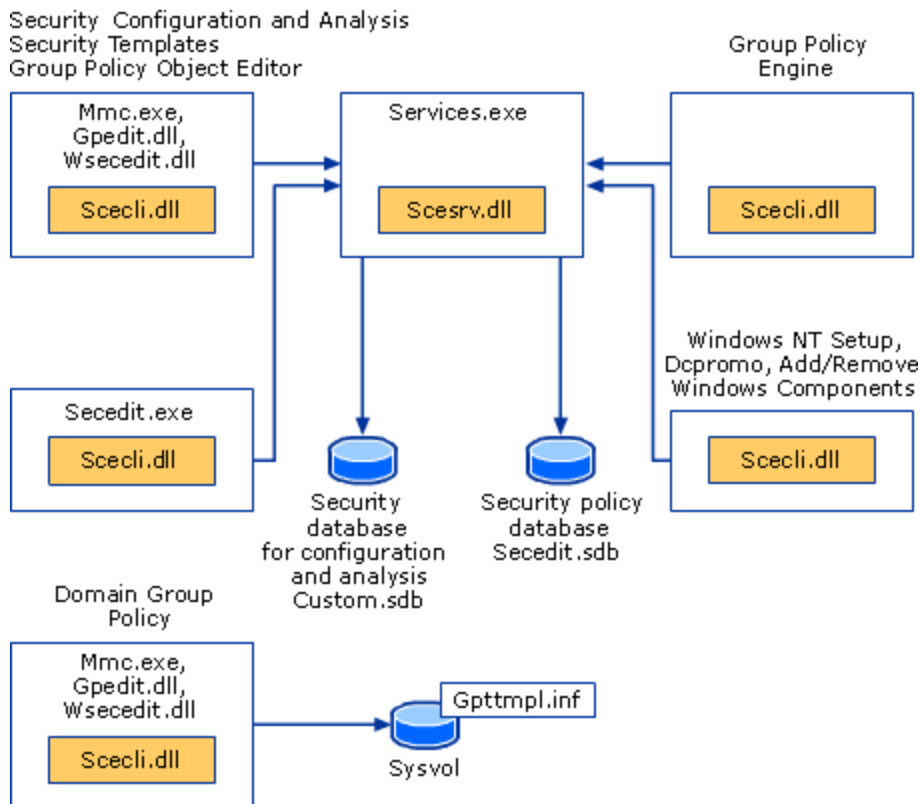 Security Configuration and Analysis
Security Templates
Group Policy Object Editor
Mmc.exe,
Gpedit.dll,
Wsecedit.dll
Scecli.dll
Services.exe
Scesrv.dll
Group Policy
Engine
Scecli.dll
Secedit.exe
Scecli.dll
Security
database
for configuration
and analysis
Custom.sdb
Security policy
database
Secedit.sdb
Windows NT Setup,
Dcpromo, Add/Remove
Windows Components
Scecli.dll
Domain Group
Policy
Mmc.exe,
Gpedit.dll,
Wsecedit.dll
Scecli.dll
Gpttmpl.inf
Sysvol